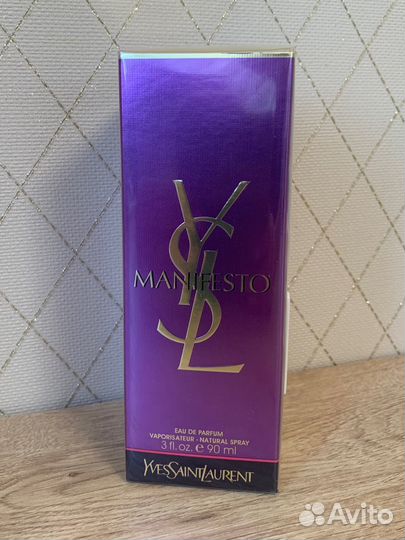 YSL
MANIFESTO
EAU DE PARFUM
VAPORISATEUR - NATURAL SPRAY
3 fl. oz. ℮ 90 ml
YVESSAINTLAURENT
Avito